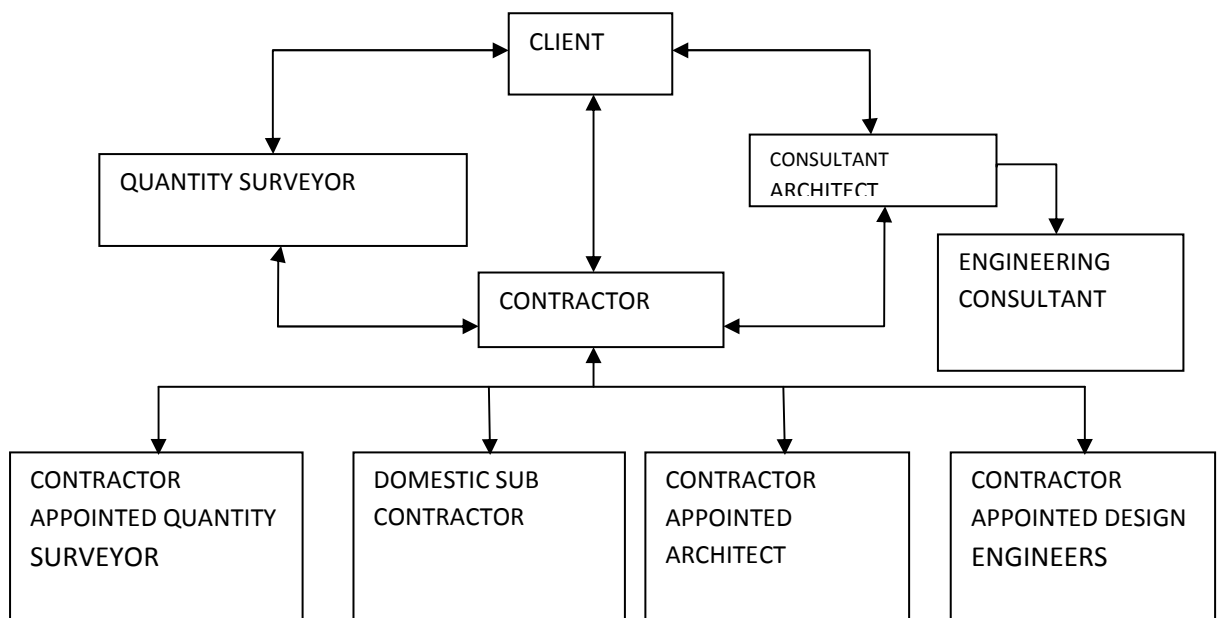 CLIENT
QUANTITY SURVEYOR
CONSULTANT
ARCHITECT
ENGINEERING
CONSULTANT
CONTRACTOR
CONTRACTOR
APPOINTED QUANTITY
SURVEYOR
DOMESTIC SUB
CONTRACTOR
CONTRACTOR
APPOINTED
ARCHITECT
CONTRACTOR
APPOINTED DESIGN
ENGINEERS